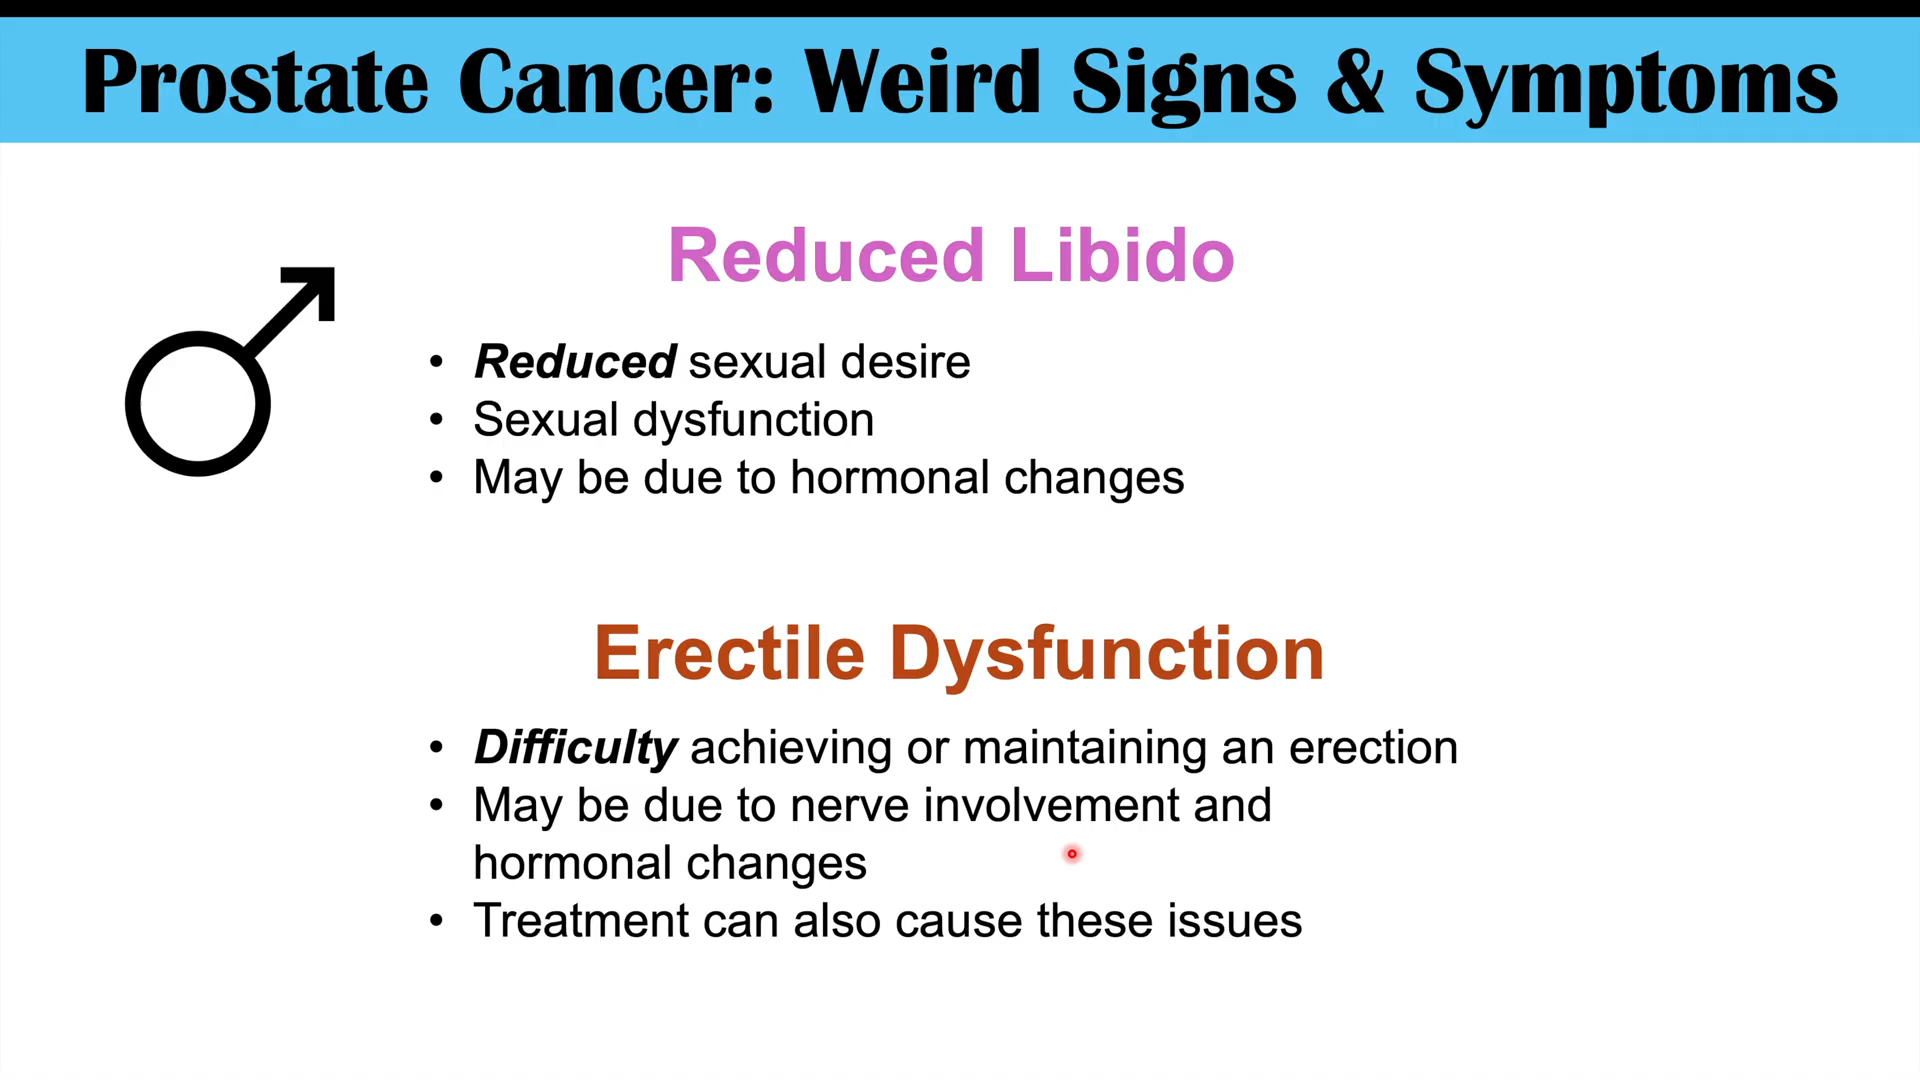 Prostate Cancer: Weird Signs & Symptoms
Reduced Libido
• Reduced sexual desire
• Sexual dysfunction
• May be due to hormonal changes
Erectile Dysfunction
• Difficulty achieving or maintaining an erection
• May be due to nerve involvement and
hormonal changes
• Treatment can also cause these issues